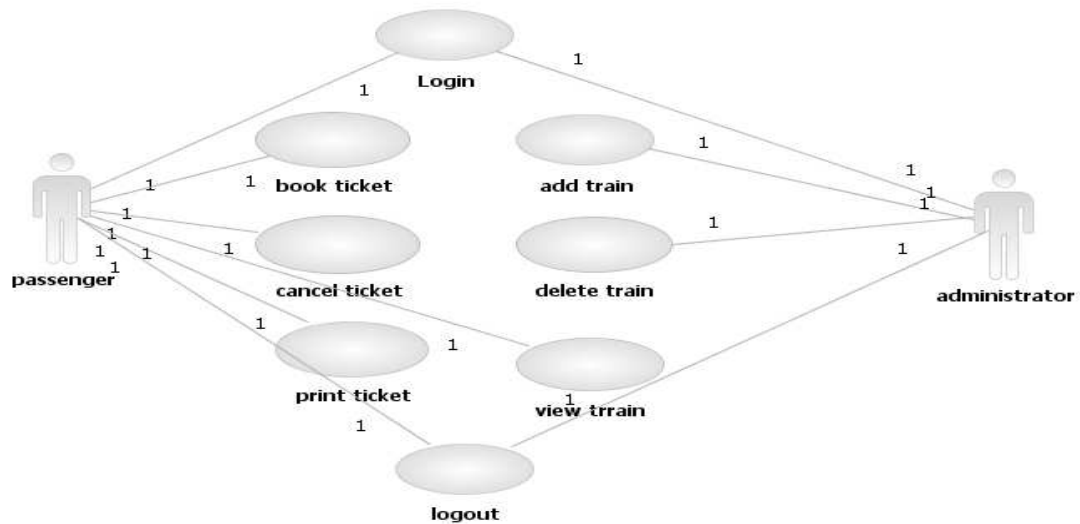 Login
1
1
book ticket
add train
1
1
1
1
1
1
1
passenger
cancel ticket
delete train
administrator
1
1
1
1
1
1
1
1
1
1
print ticket
view trrain
1
1
logout